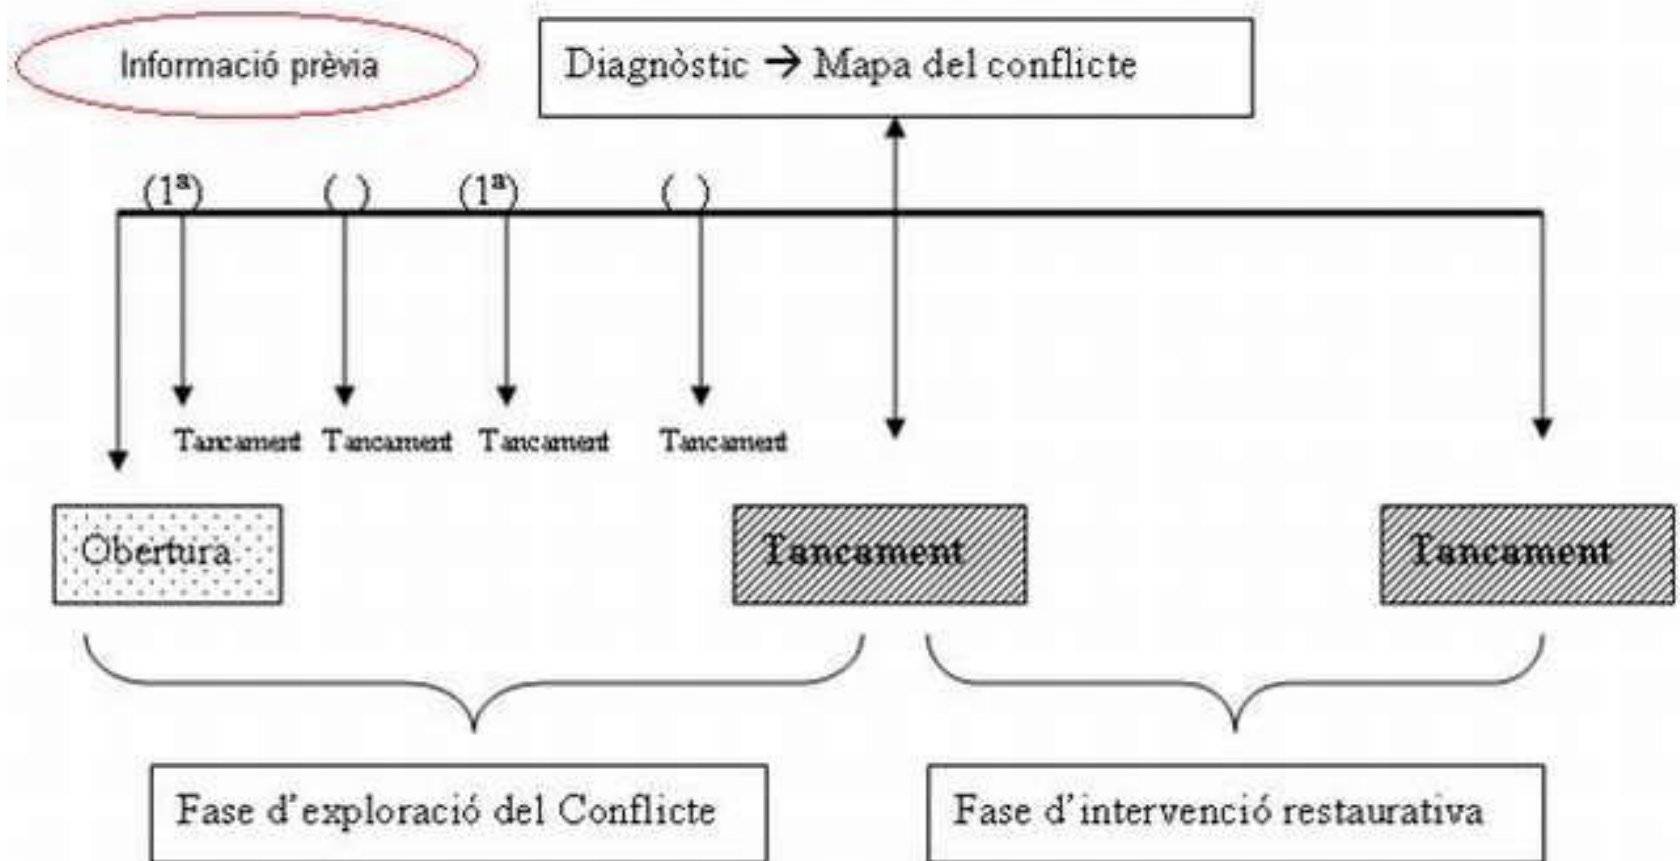 Informació prèvia
Diagnòstic → Mapa del conflicte
(1ª) ( ) (1ª) ( )
Tancament Tancament Tancament Tancament
Obertura Tancament Tancament
Fase d'exploració del Conflicte Fase d'intervenció restaurativa